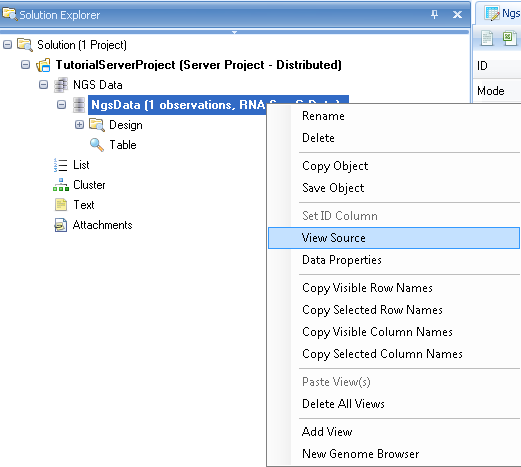 Solution Explorer
Solution (1 Project)
TutorialServerProject (Server Project - Distributed)
NGS Data
NgsData (1 observations,
Design
Table
List
Cluster
Text
Attachments
Ngs
ID
Mode
Rename
Delete
Copy Object
Save Object
Set ID Column
View Source
Data Properties
Copy Visible Row Names
Copy Selected Row Names
Copy Visible Column Names
Copy Selected Column Names
Paste View(s)
Delete All Views
Add View
New Genome Browser